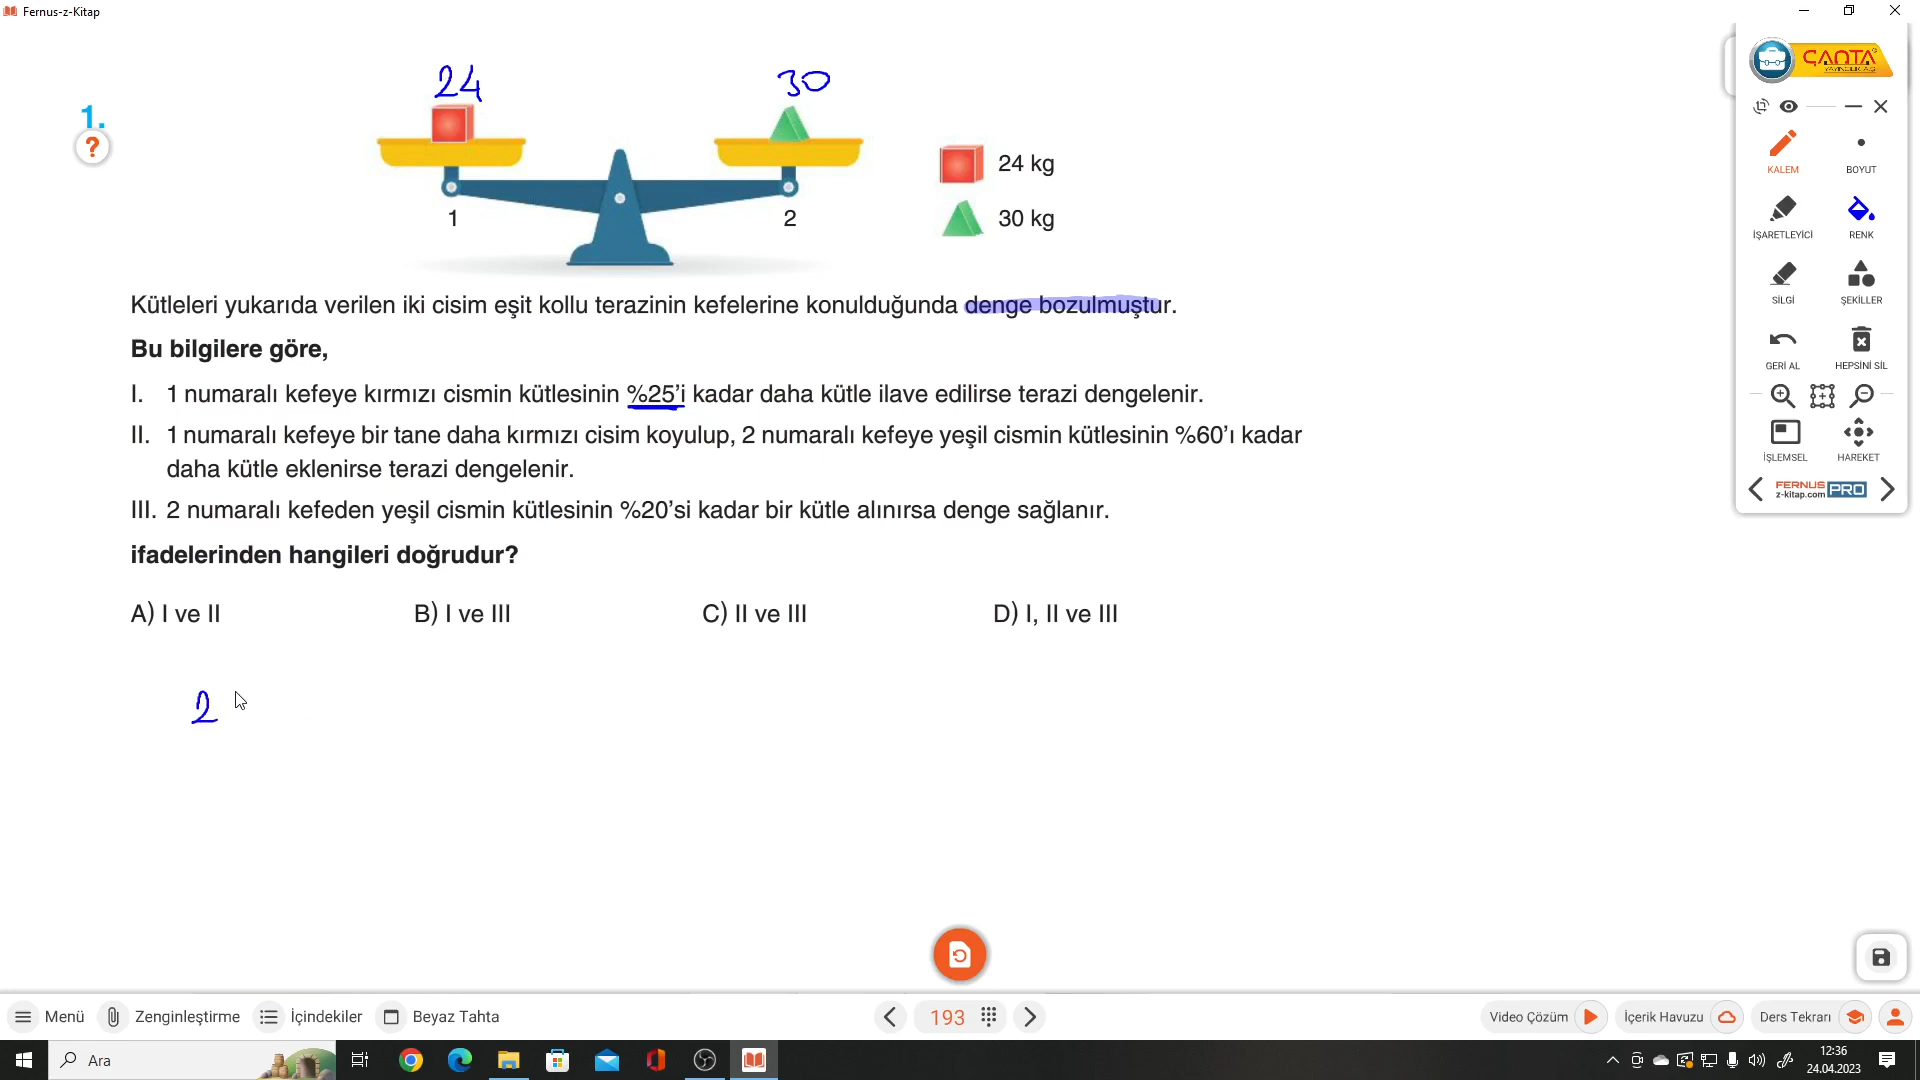 Fernus-z-Kitap
24
30
1.
?
24 kg
30 kg
1
2
Kütleleri yukarıda verilen iki cisim eşit kollu terazinin kefelerine konulduğunda denge bozulmuştur.
Bu bilgilere göre,
I. 1 numaralı kefeye kırmızı cismin kütlesinin %25'i kadar daha kütle ilave edilirse terazi dengelenir.
II. 1 numaralı kefeye bir tane daha kırmızı cisim koyulup, 2 numaralı kefeye yeşil cismin kütlesinin %60'ı kadar
daha kütle eklenirse terazi dengelenir.
III. 2 numaralı kefeden yeşil cismin kütlesinin %20'si kadar bir kütle alınırsa denge sağlanır.
ifadelerinden hangileri doğrudur?
A) I ve II B) I ve III C) II ve III D) I, II ve III
2
ÇANTA
YAYINCILIK A.Ş.
KALEM BOYUT
İŞARETLEYİCİ RENK
SİLGİ ŞEKİLLER
GERİ AL HEPSİNİ SİL
İŞLEMSEL HAREKET
FERNUS
z-kitap.com PRO
Menü Zenginleştirme İçindekiler Beyaz Tahta 193 Video Çözüm İçerik Havuzu Ders Tekrarı
Ara
12:36
24.04.2023